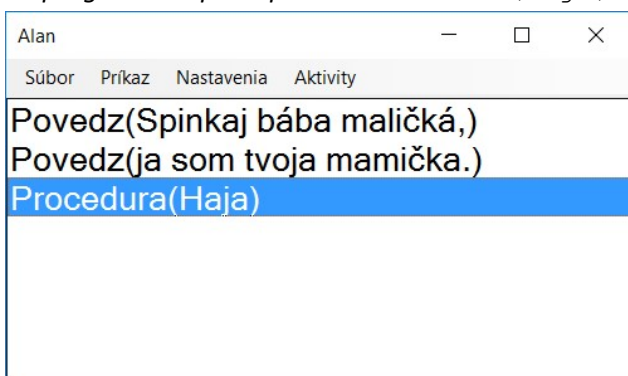 Alan
Súbor Príkaz Nastavenia Aktivity
Povedz(Spinkaj bába maličká,)
Povedz(ja som tvoja mamička.)
Procedura(Haja)